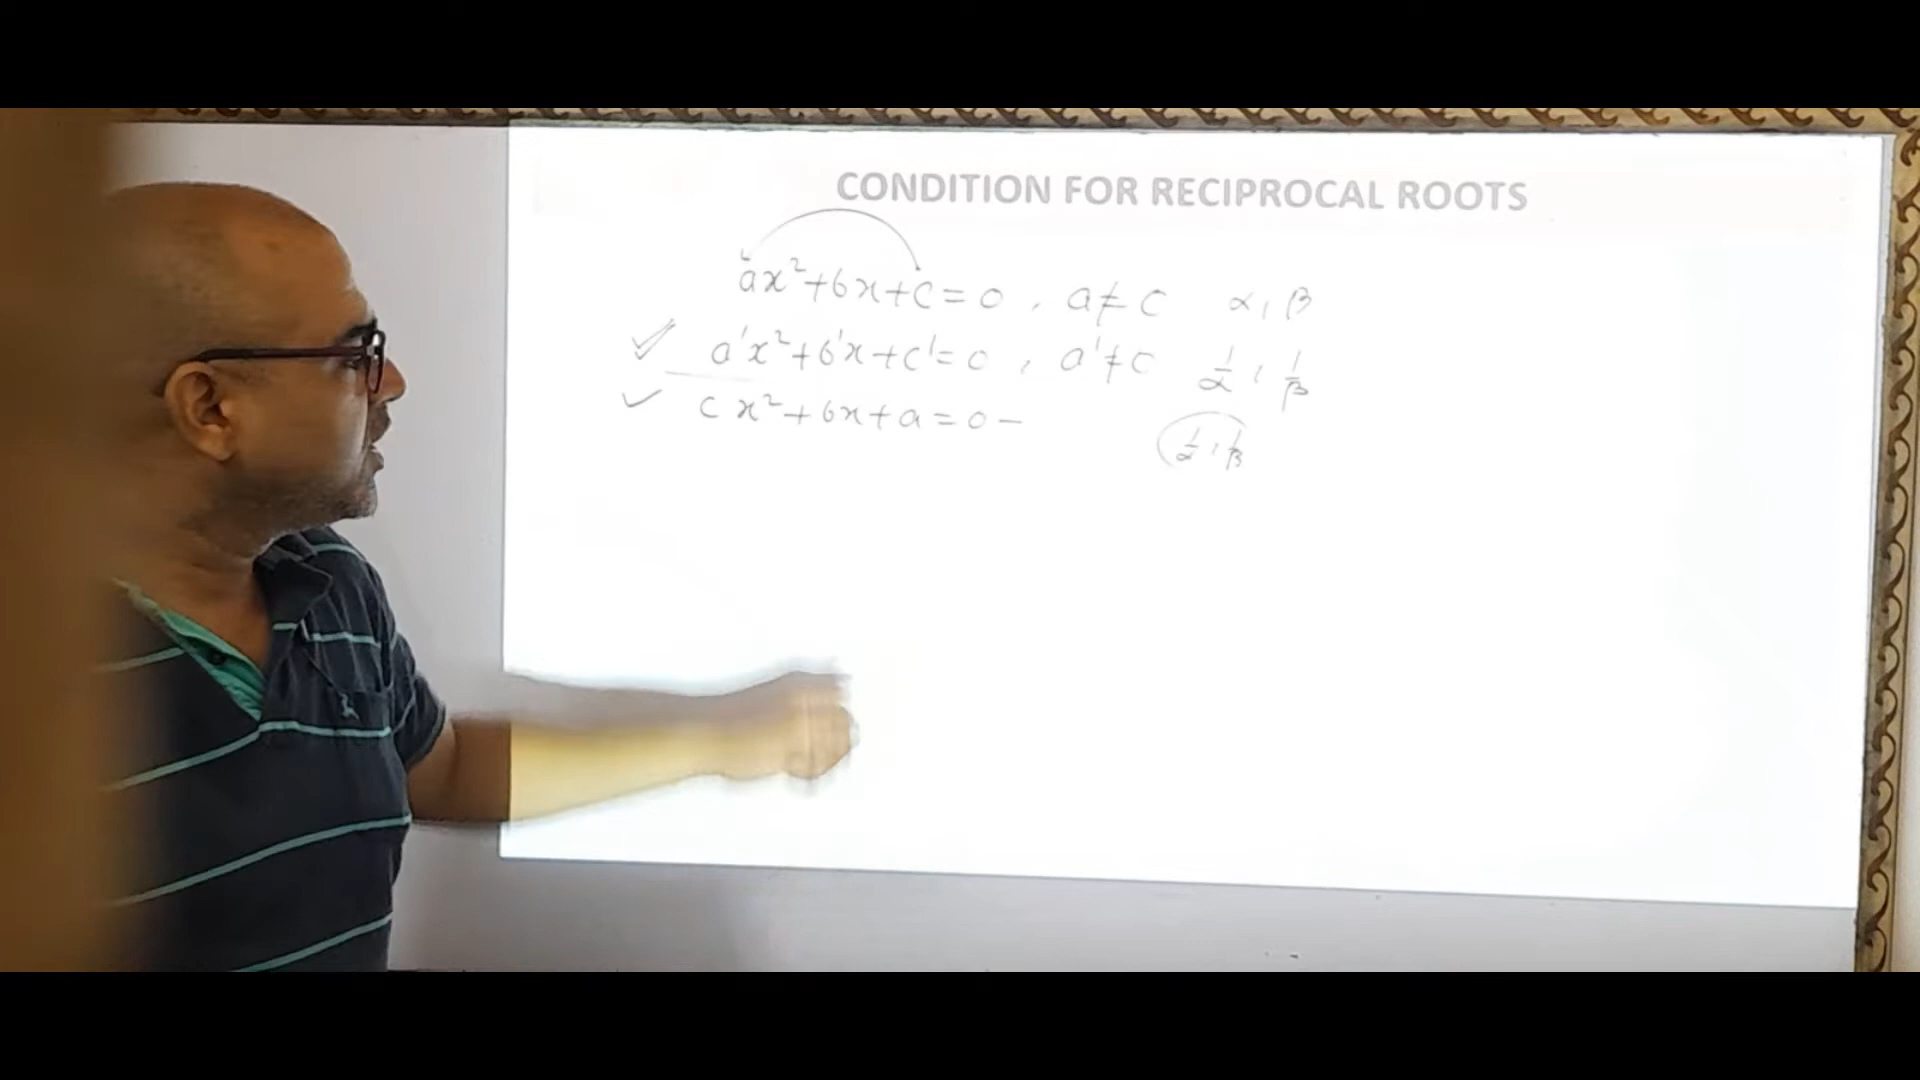 CONDITION FOR RECIPROCAL ROOTS
ax²+bx+c=0, a≠c α, β
a'x²+b'x+c'=0, a'≠c 1/α, 1/β
cx²+bx+a=0 –
1/α, 1/β